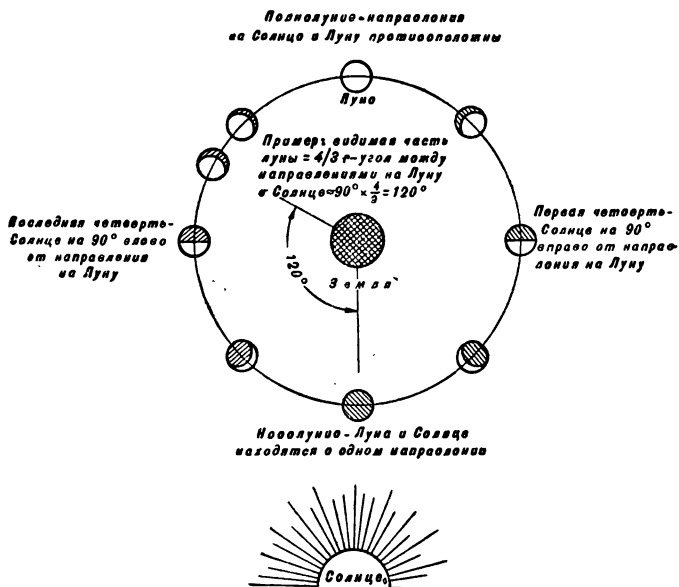 Полнолуние-направления
на Солнце и Луну противоположны
Луна
Пример: видимая часть
луны = 4/3 r-угол между
направлениями на Луну
и Солнце≈90° × 4/3 = 120°
Последняя четверть-
Солнце на 90° влево
от направления
на Луну
Первая четверть-
Солнце на 90°
вправо от направ-
ления на Луну
120°
Земля
Новолуние-Луна и Солнце
находятся в одном направлении
Солнце